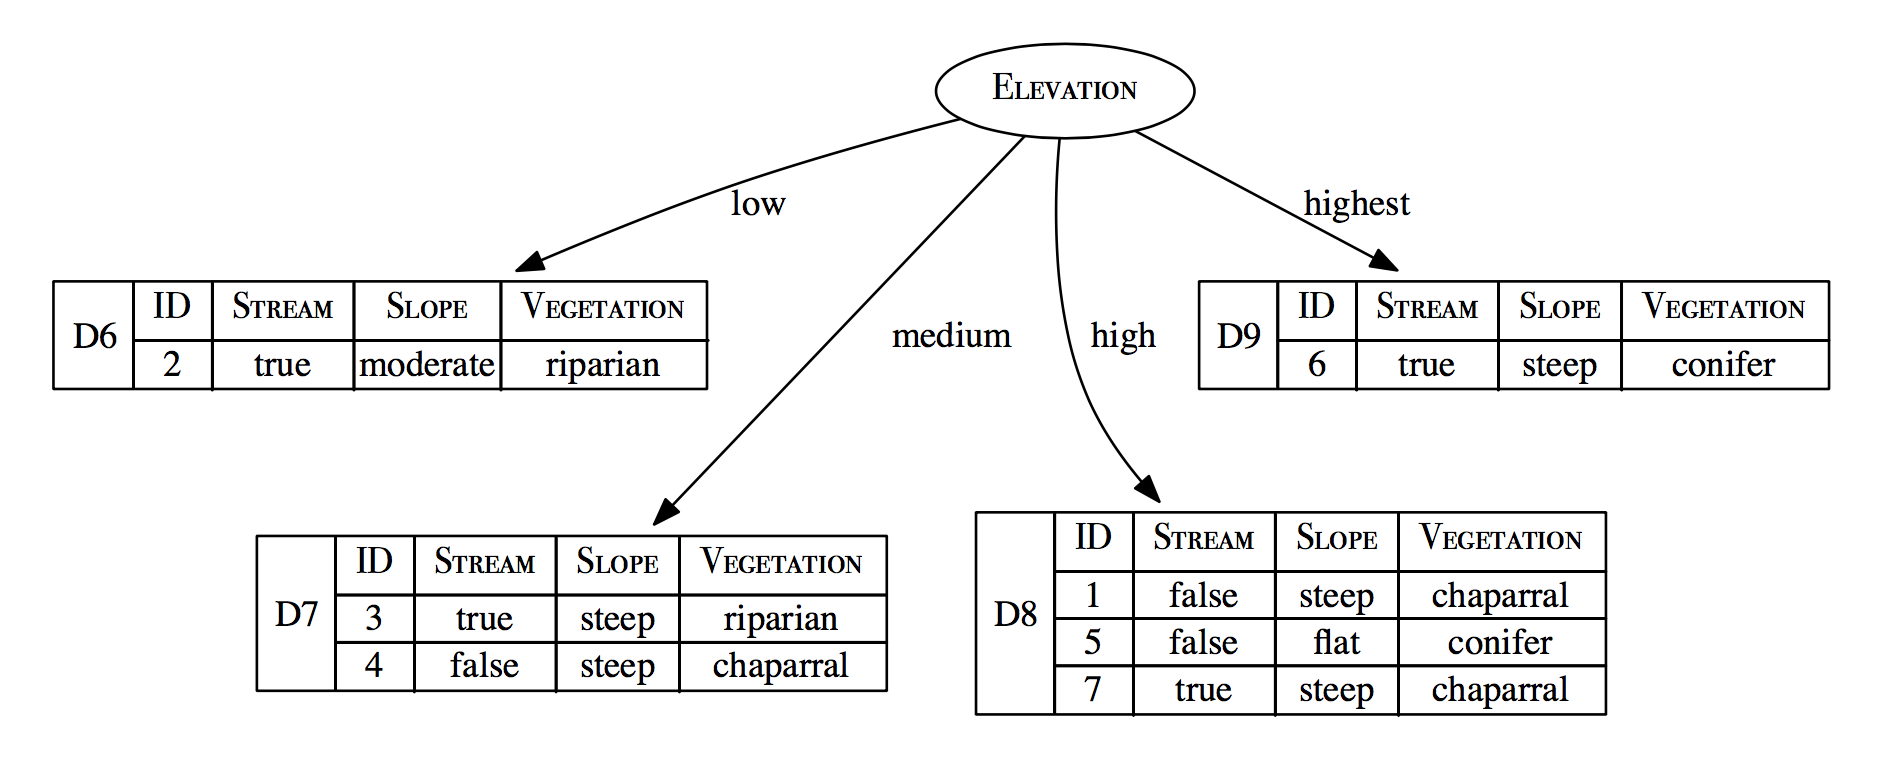 ELEVATION
low
highest
medium
high
D6
ID STREAM SLOPE VEGETATION
2 true moderate riparian
D9
ID STREAM SLOPE VEGETATION
6 true steep conifer
D7
ID STREAM SLOPE VEGETATION
3 true steep riparian
4 false steep chaparral
D8
ID STREAM SLOPE VEGETATION
1 false steep chaparral
5 false flat conifer
7 true steep chaparral